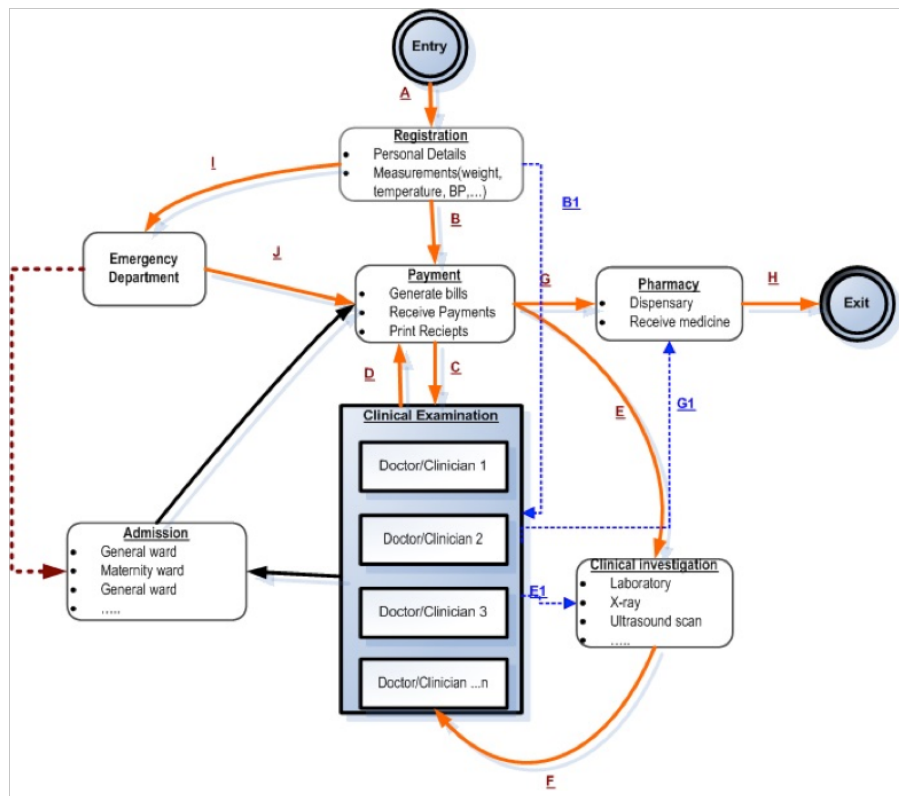 Entry
A
Registration
Personal Details
Measurements(weight,
temperature, BP,...)
I
B1
B
Emergency
Department
J
Payment
Generate bills
Receive Payments
Print Reciepts
G
Pharmacy
Dispensary
Receive medicine
H
Exit
D
C
E
G1
Clinical Examination
Doctor/Clinician 1
Doctor/Clinician 2
Doctor/Clinician 3
Doctor/Clinician ...n
Admission
General ward
Maternity ward
General ward
.....
E1
Clinical investigation
Laboratory
X-ray
Ultrasound scan
.....
F